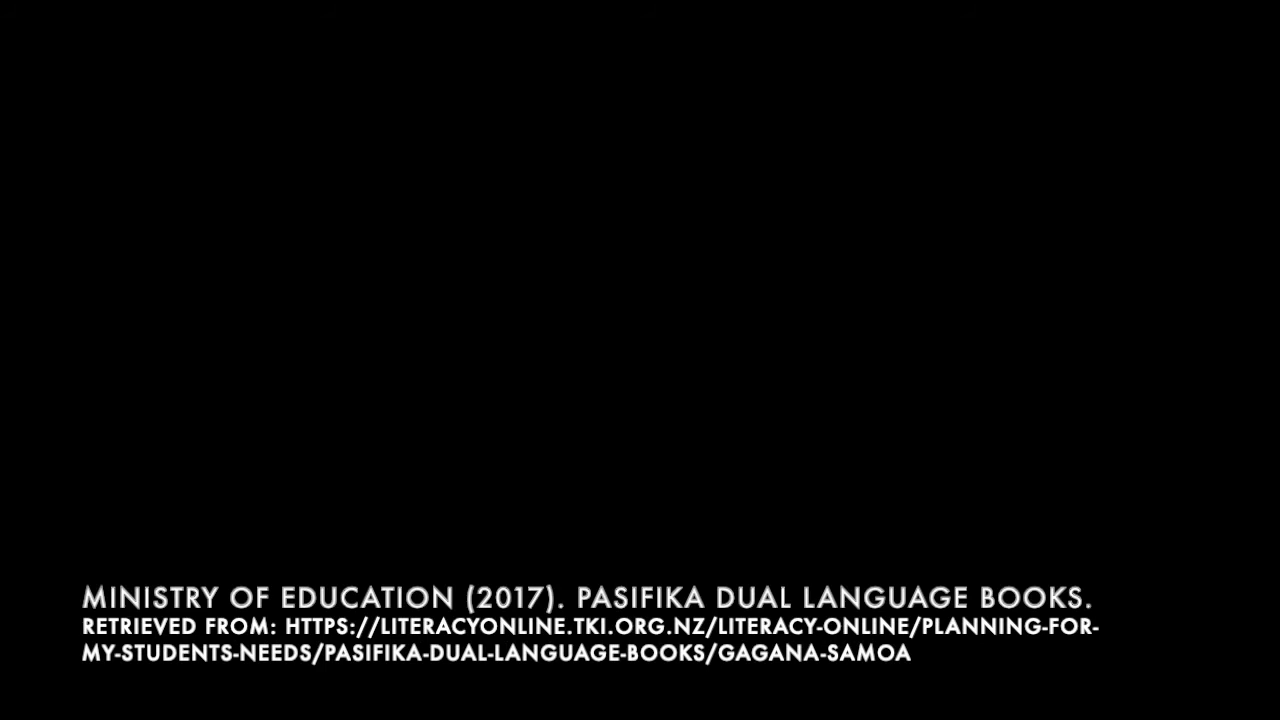 MINISTRY OF EDUCATION (2017). PASIFIKA DUAL LANGUAGE BOOKS.
RETRIEVED FROM: HTTPS://LITERACYONLINE.TKI.ORG.NZ/LITERACY-ONLINE/PLANNING-FOR-
MY-STUDENTS-NEEDS/PASIFIKA-DUAL-LANGUAGE-BOOKS/GAGANA-SAMOA